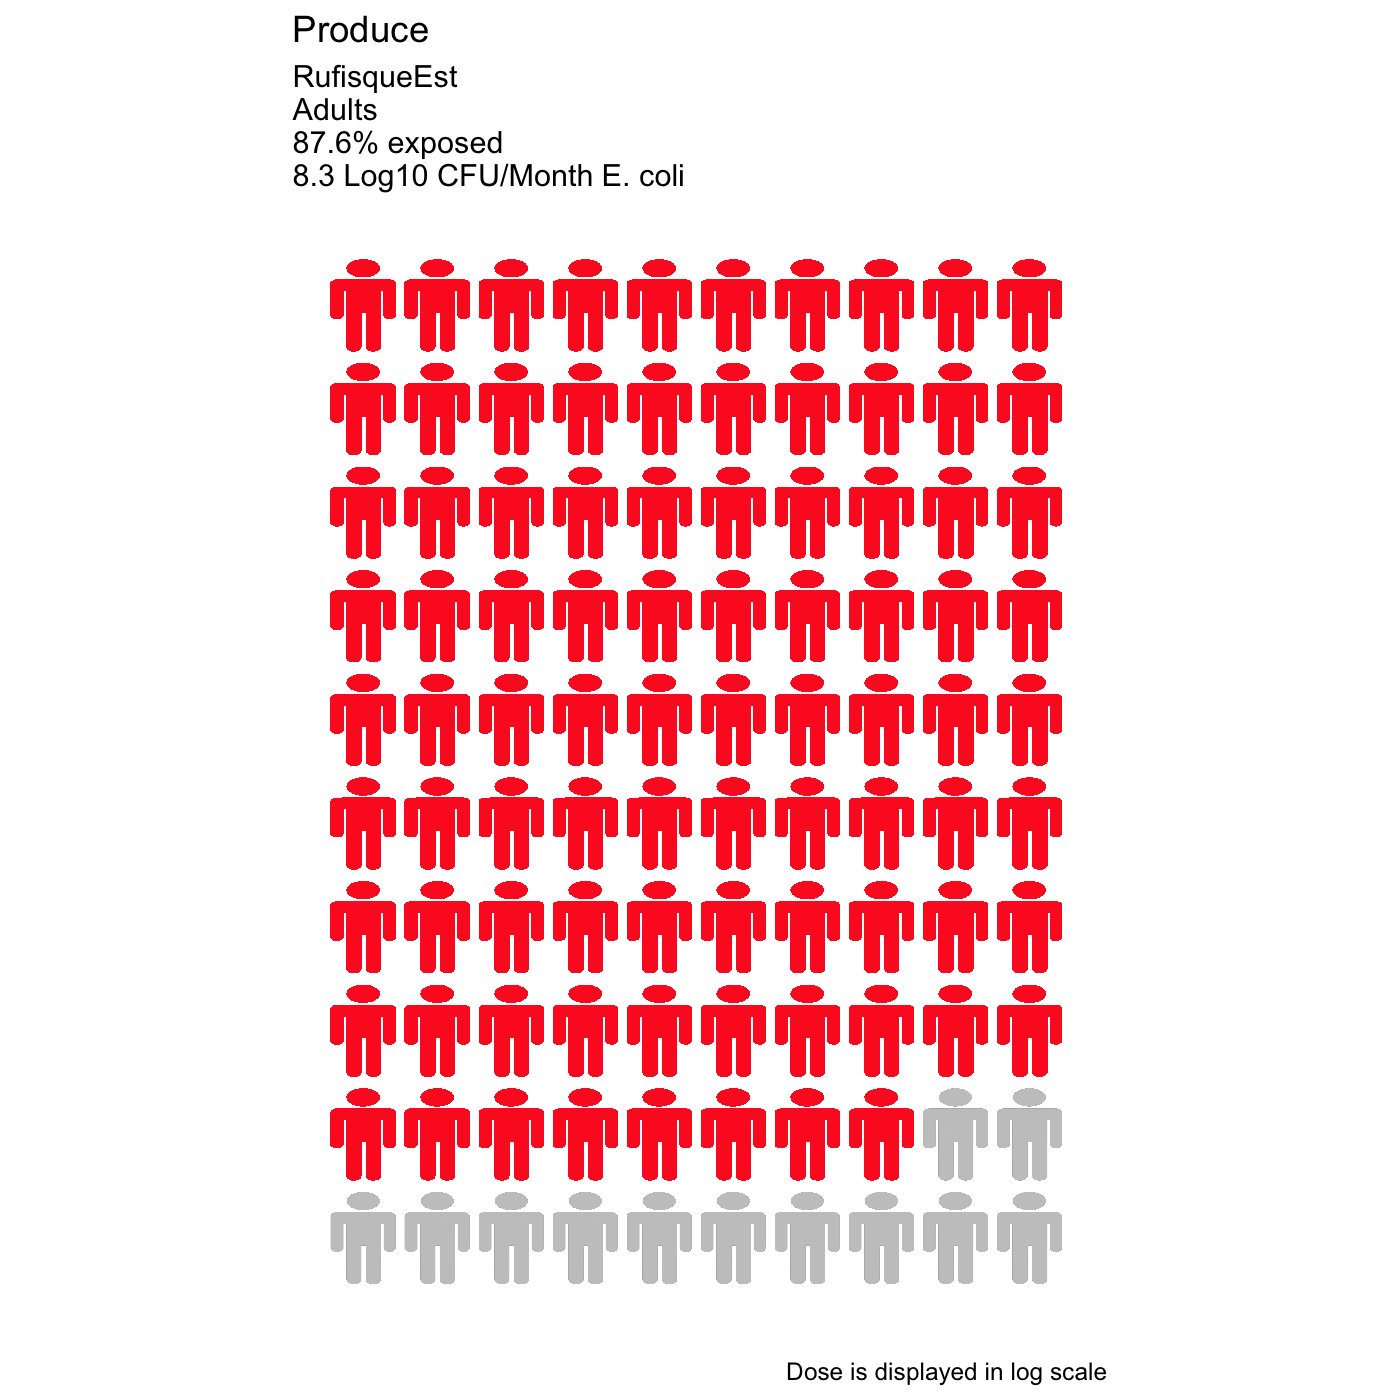 Produce
RufisqueEst
Adults
87.6% exposed
8.3 Log10 CFU/Month E. coli
Dose is displayed in log scale